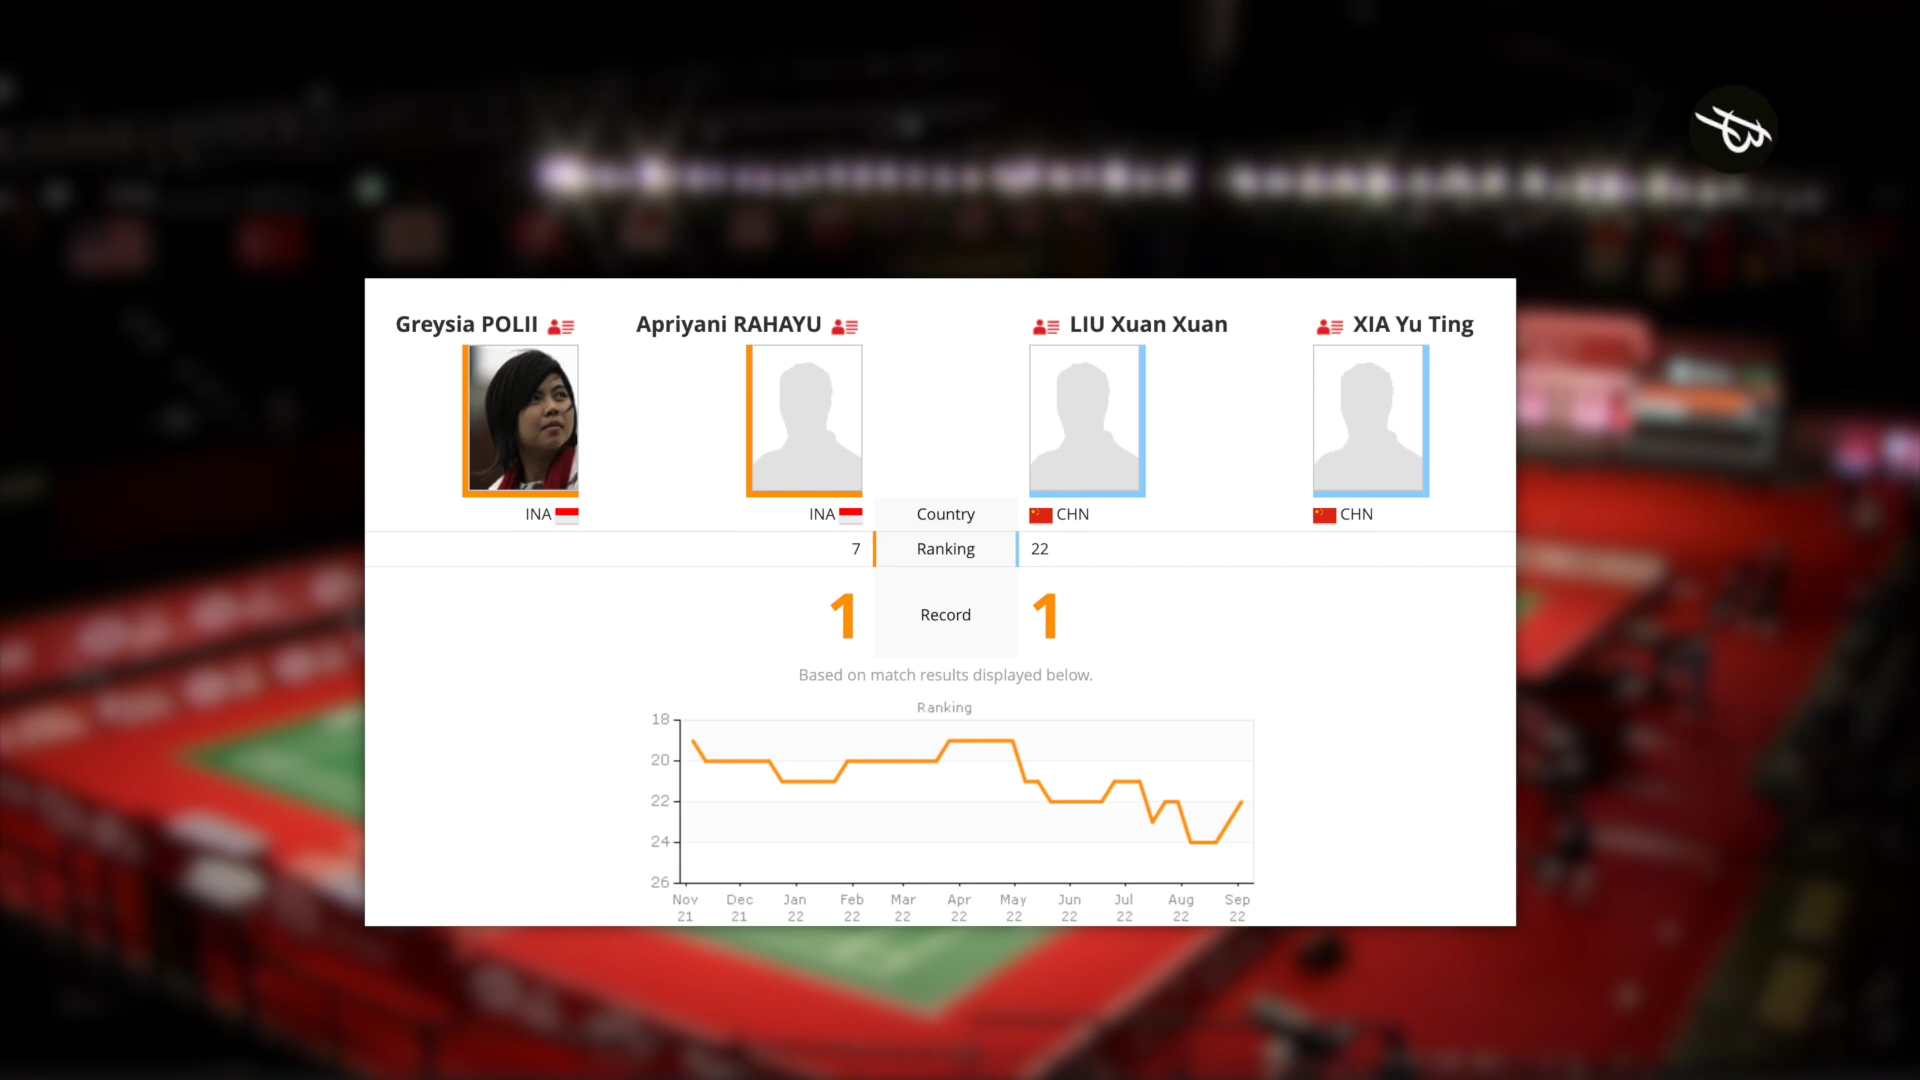 Greysia POLII
Apriyani RAHAYU
LIU Xuan Xuan
XIA Yu Ting
INA
INA
Country
CHN
CHN
7
Ranking
22
1
Record
1
Based on match results displayed below.
Ranking
18
20
22
24
26
Nov Dec Jan Feb Mar Apr May Jun Jul Aug Sep
21 21 22 22 22 22 22 22 22 22 22